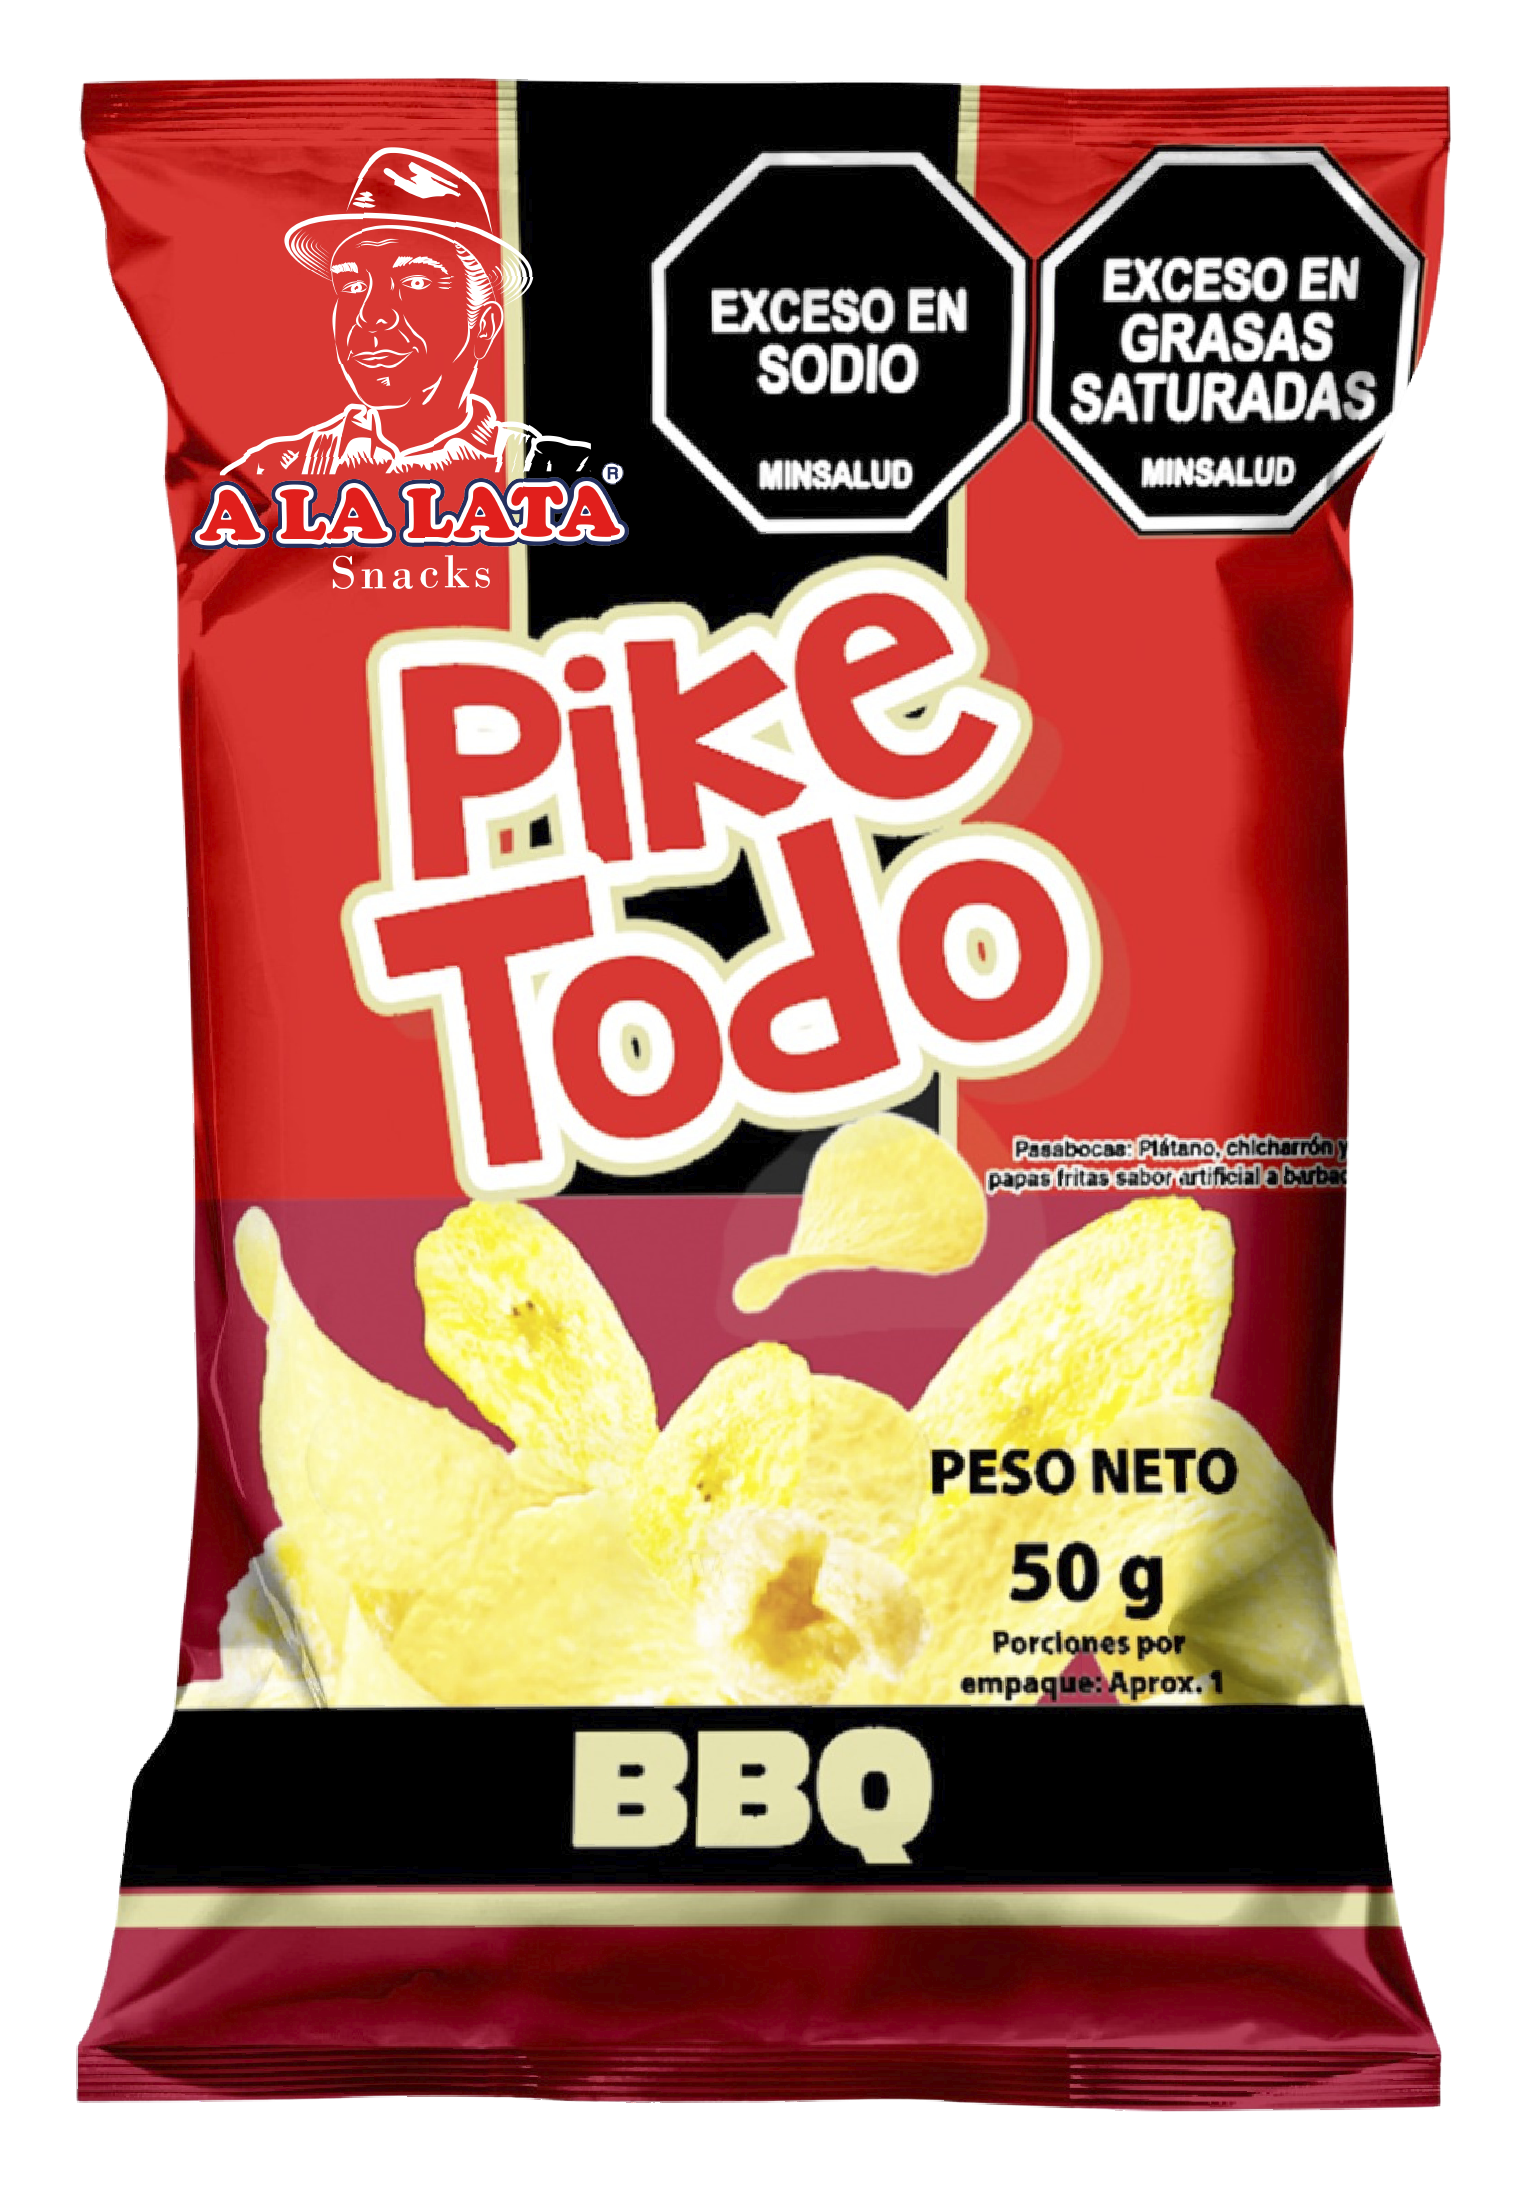 EXCESO EN
SODIO
MINSALUD
EXCESO EN
GRASAS
SATURADAS
MINSALUD
A LA LATA ®
Snacks
Pike
Todo
Pasabocas: Plátano, chicharrón y
papas fritas sabor artificial a barbac
PESO NETO
50 g
Porciones por
empaque: Aprox. 1
BBQ